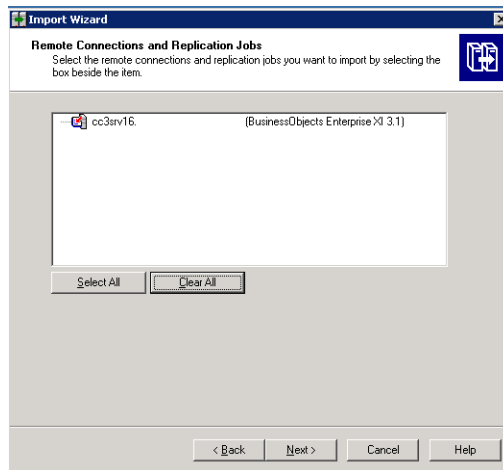 Import Wizard
Remote Connections and Replication Jobs
Select the remote connections and replication jobs you want to import by selecting the
box beside the item.
cc3srv16. (BusinessObjects Enterprise XI 3.1)
Select All Clear All
< Back Next > Cancel Help